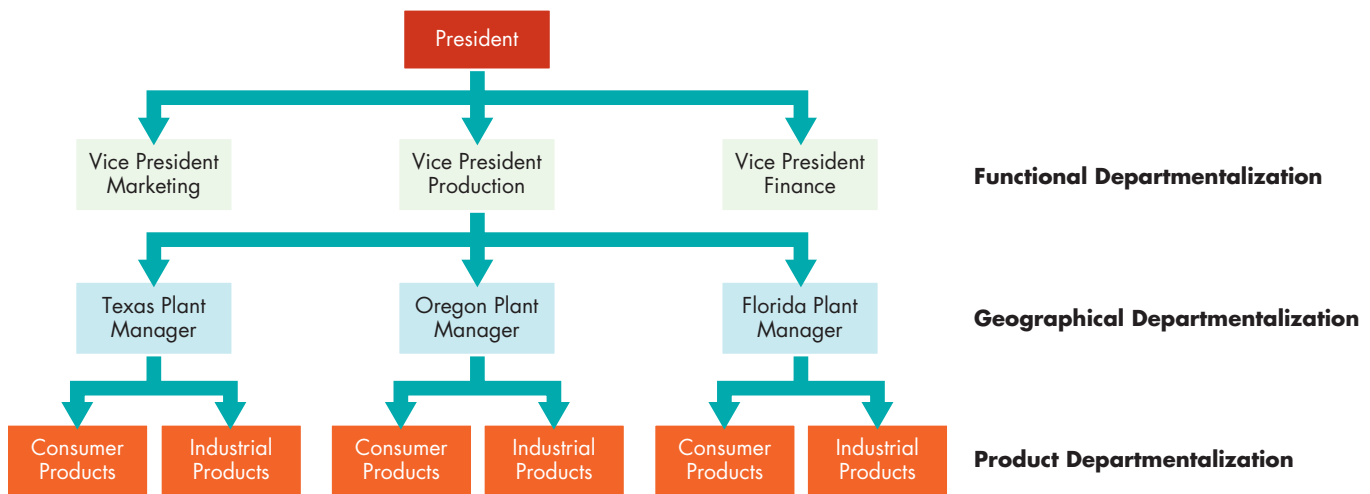 President
Vice President
Marketing
Vice President
Production
Vice President
Finance
Functional Departmentalization
Texas Plant
Manager
Oregon Plant
Manager
Florida Plant
Manager
Geographical Departmentalization
Consumer
Products
Industrial
Products
Consumer
Products
Industrial
Products
Consumer
Products
Industrial
Products
Product Departmentalization